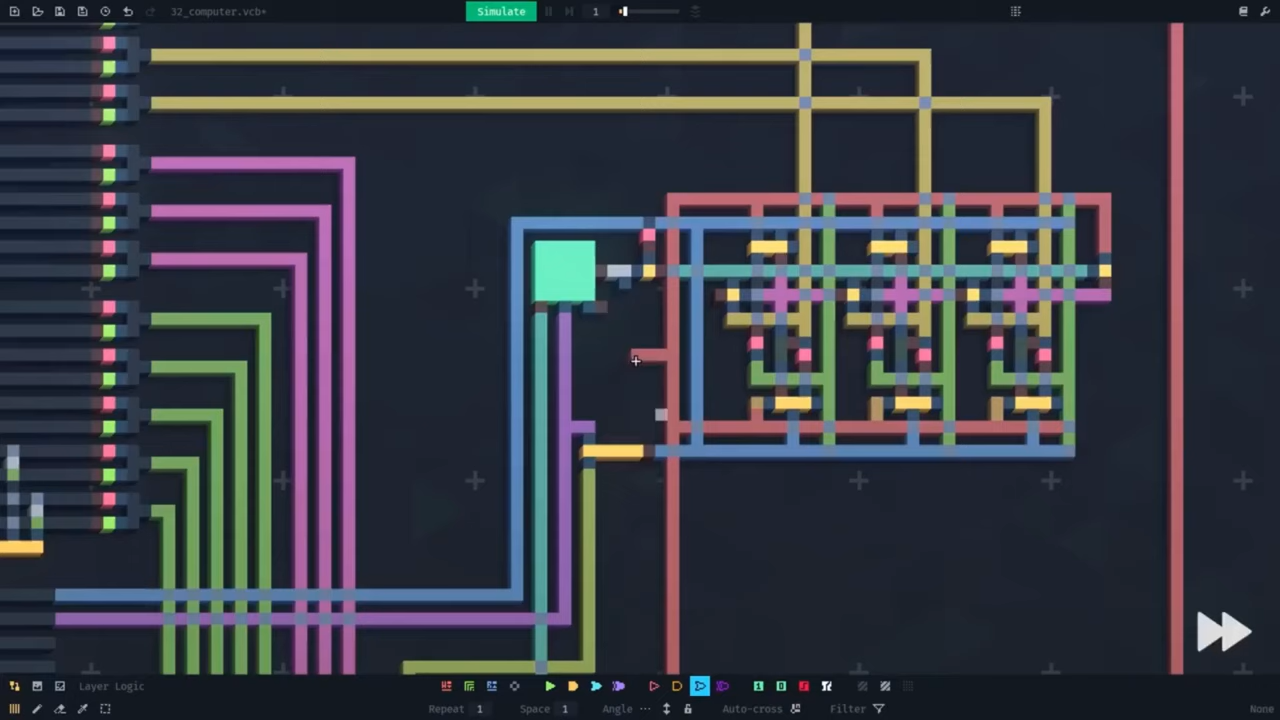 32_computer.vcb+
Simulate
1
Layer Logic
Repeat 1 Space 1 Angle Auto-cross Filter
None